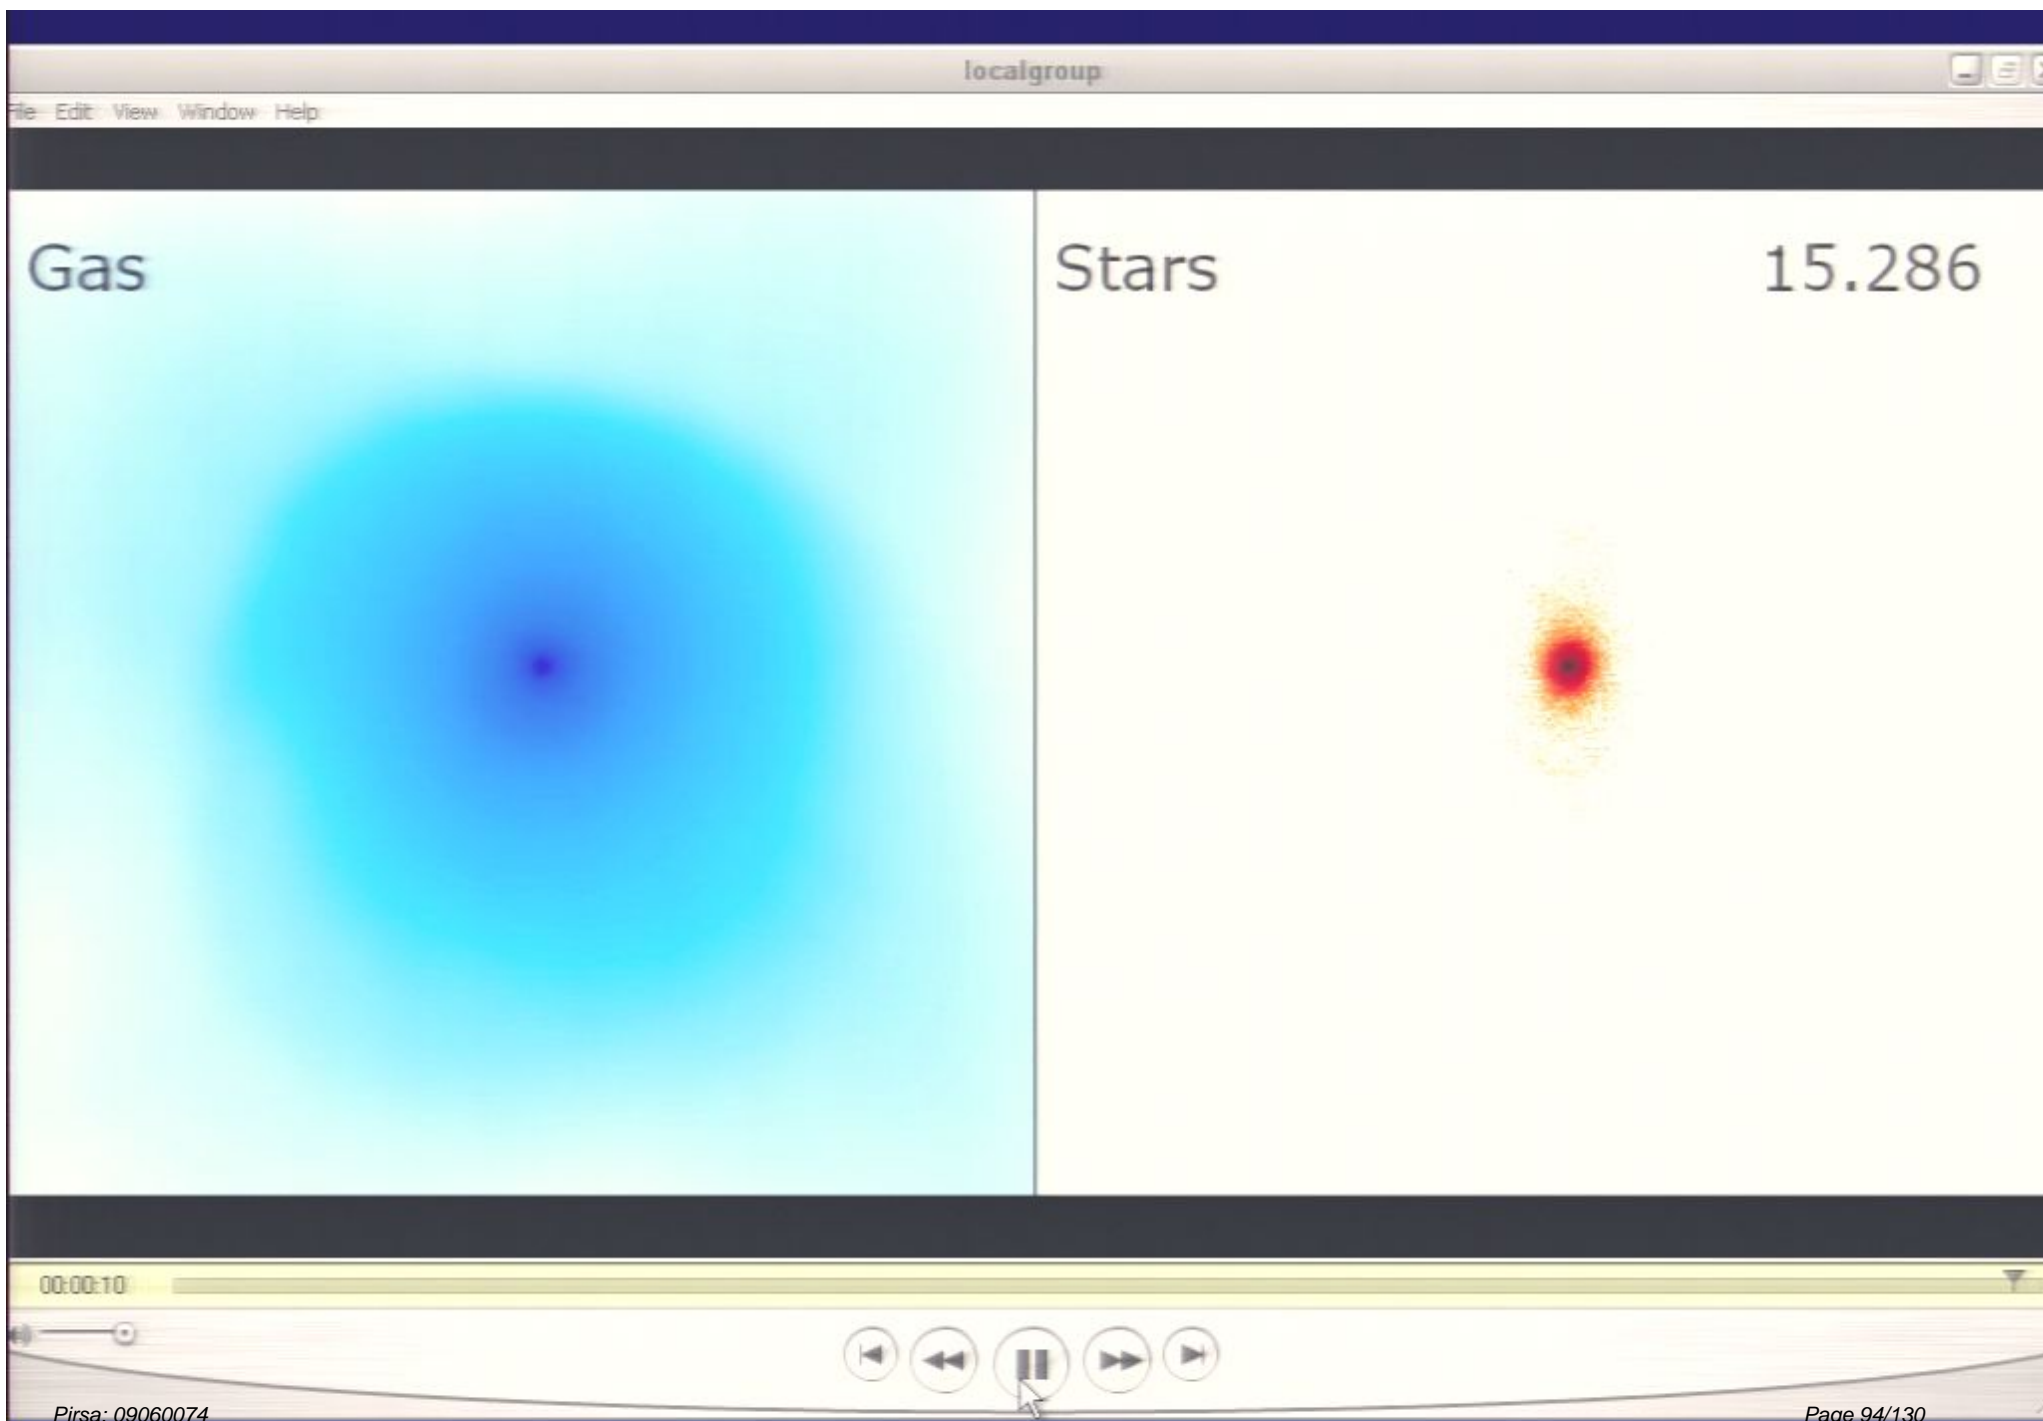 localgroup
File Edit View Window Help
Gas
Stars
15.286
00:00:10
Pirsa: 09060074
Page 94/130